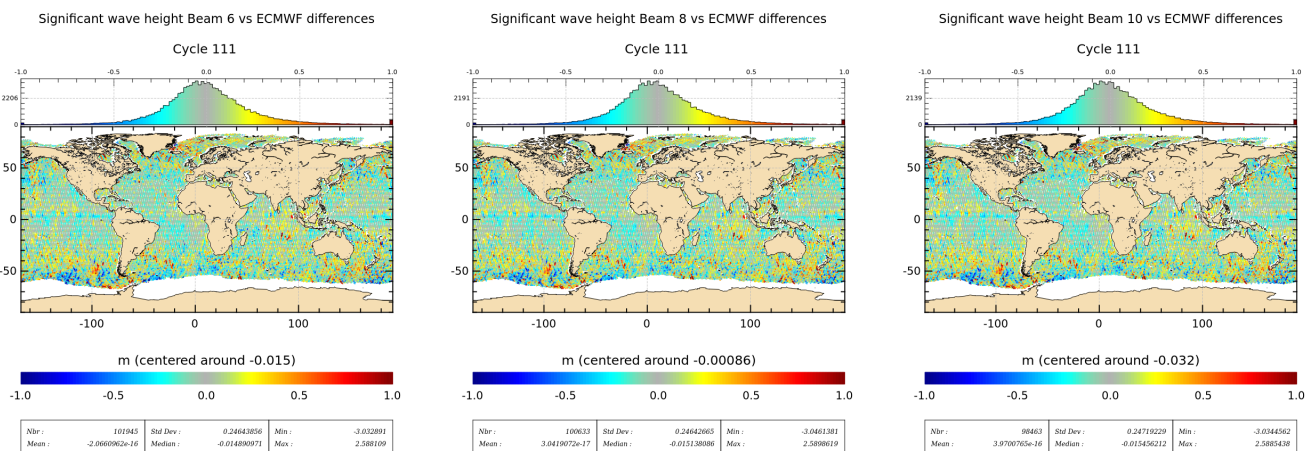 Significant wave height Beam 6 vs ECMWF differences
Cycle 111
-1.0 -0.5 0.0 0.5 1.0
2206
0
50
0
-50
-100 0 100
m (centered around -0.015)
-1.0 -0.5 0.0 0.5 1.0
Nbr : 101945 Std Dev : 0.24643856 Min : -3.032891
Mean : -2.0660962e-16 Median : -0.014890971 Max : 2.588109
Significant wave height Beam 8 vs ECMWF differences
Cycle 111
-1.0 -0.5 0.0 0.5 1.0
2191
0
50
0
-50
-100 0 100
m (centered around -0.00086)
-1.0 -0.5 0.0 0.5 1.0
Nbr : 100633 Std Dev : 0.24642665 Min : -3.0461381
Mean : 3.0419072e-17 Median : -0.015138086 Max : 2.5898619
Significant wave height Beam 10 vs ECMWF differences
Cycle 111
-1.0 -0.5 0.0 0.5 1.0
2139
0
50
0
-50
-100 0 100
m (centered around -0.032)
-1.0 -0.5 0.0 0.5 1.0
Nbr : 98463 Std Dev : 0.24719229 Min : -3.0344562
Mean : 3.9700765e-16 Median : -0.015456212 Max : 2.5885438